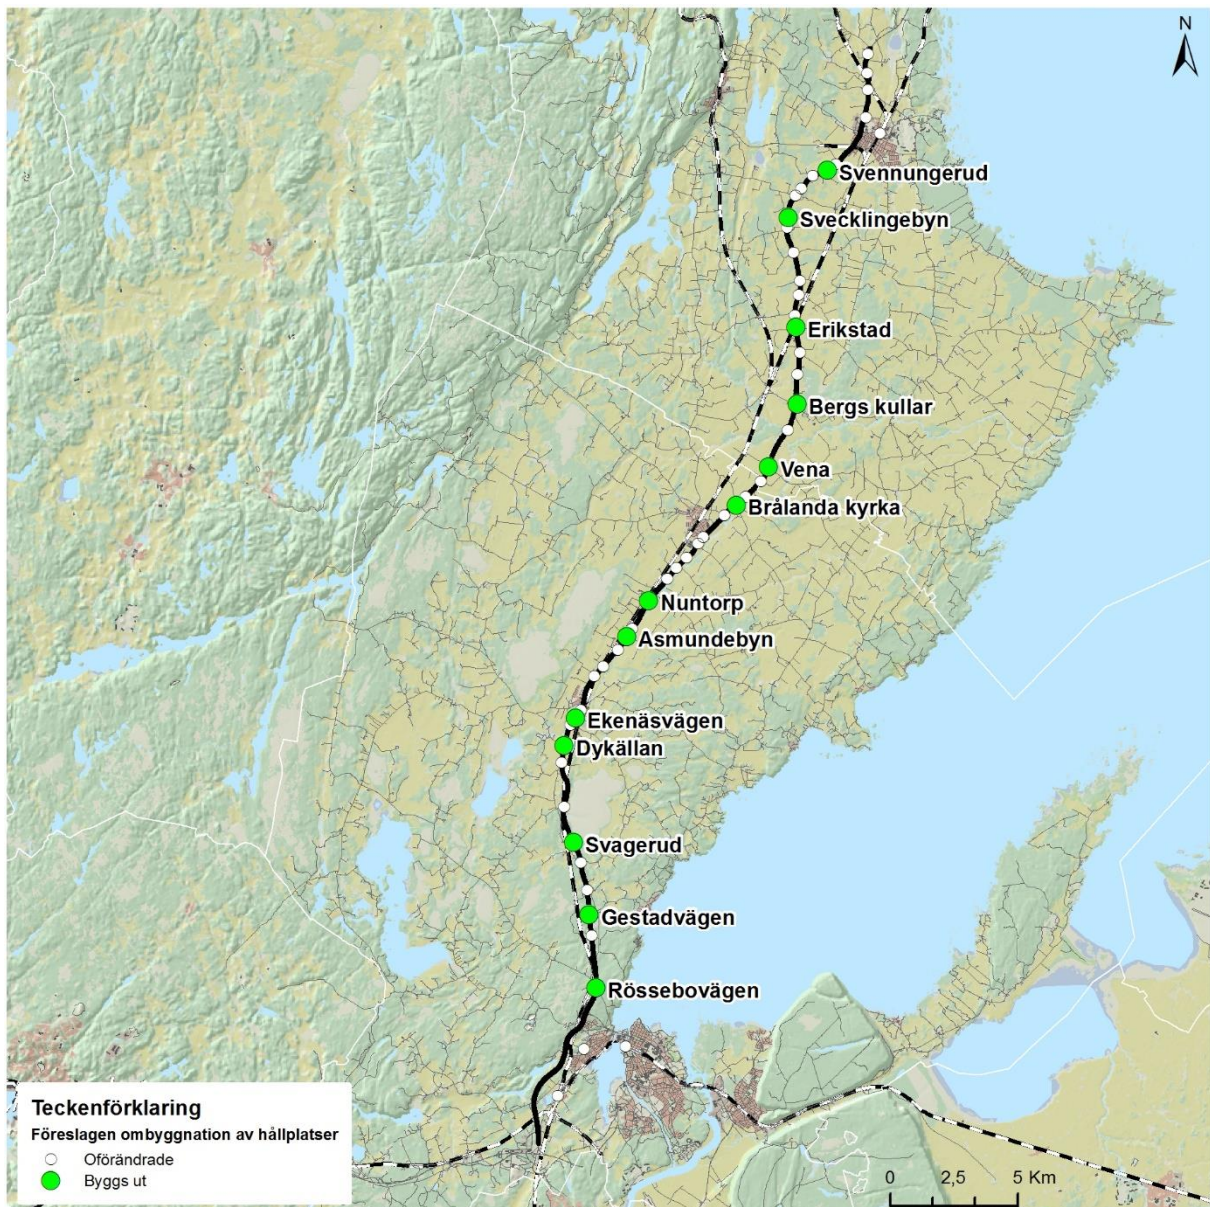 N
Svennungerud
Svecklingebyn
Erikstad
Bergs kullar
Vena
Brålanda kyrka
Nuntorp
Asmundebyn
Ekenäsvägen
Dykällan
Svagerud
Gestadvägen
Rössebovägen
Teckenförklaring
Föreslagen ombyggnation av hållplatser
Oförändrade
Byggs ut
0 2,5 5 Km